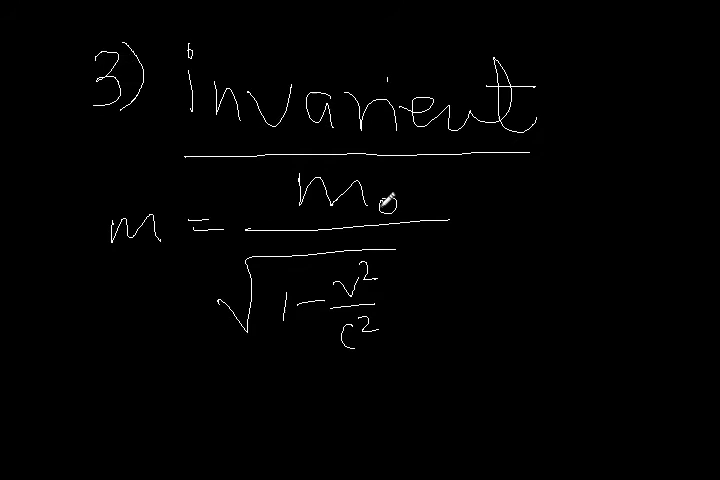 3) invarient
m = m₀ / √(1 - v²/c²)